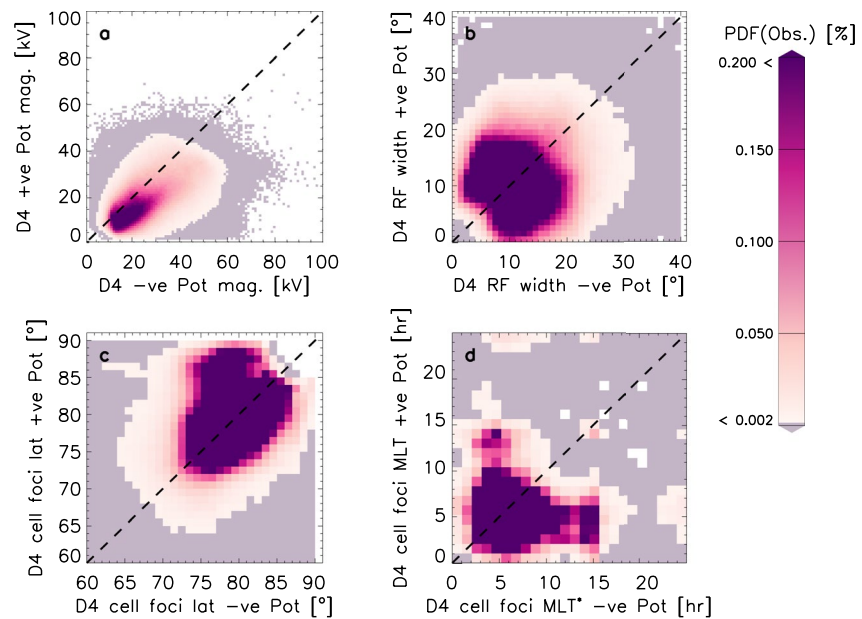 a
100
80
60
40
20
0
D4 +ve Pot mag. [kV]
0 20 40 60 80 100
D4 -ve Pot mag. [kV]
b
40
30
20
10
0
D4 RF width +ve Pot [°]
0 10 20 30 40
D4 RF width -ve Pot [°]
PDF(Obs.) [%]
0.200 <
0.150
0.100
0.050
< 0.002
c
90
85
80
75
70
65
60
D4 cell foci lat +ve Pot [°]
60 65 70 75 80 85 90
D4 cell foci lat -ve Pot [°]
d
20
15
10
5
0
D4 cell foci MLT +ve Pot [hr]
0 5 10 15 20
D4 cell foci MLT* -ve Pot [hr]